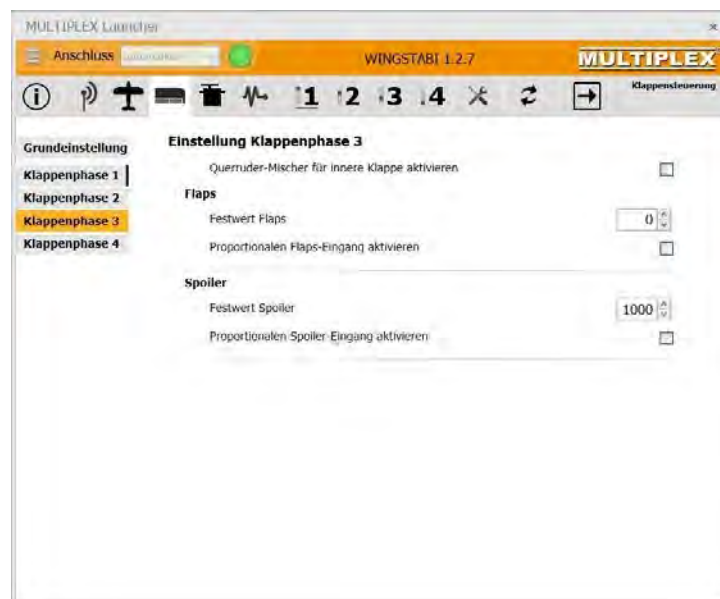 MULTIPLEX Launcher
Anschluss
WINGSTABI 1.2.7
MULTIPLEX
1 2 3 4
Klappensteuerung
Grundeinstellung
Klappenphase 1
Klappenphase 2
Klappenphase 3
Klappenphase 4
Einstellung Klappenphase 3
Querruder-Mischer für innere Klappe aktivieren
Flaps
Festwert Flaps 0
Proportionalen Flaps-Eingang aktivieren
Spoiler
Festwert Spoiler 1000
Proportionalen Spoiler-Eingang aktivieren